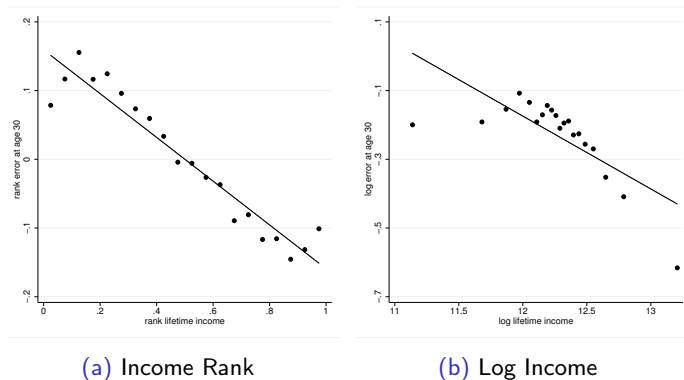 .2
.1
0
-.1
-.2
rank error at age 30
0 .2 .4 .6 .8 1
rank lifetime income
(a) Income Rank
.1
-.1
-.3
-.5
-.7
log error at age 30
11 11.5 12 12.5 13
log lifetime income
(b) Log Income